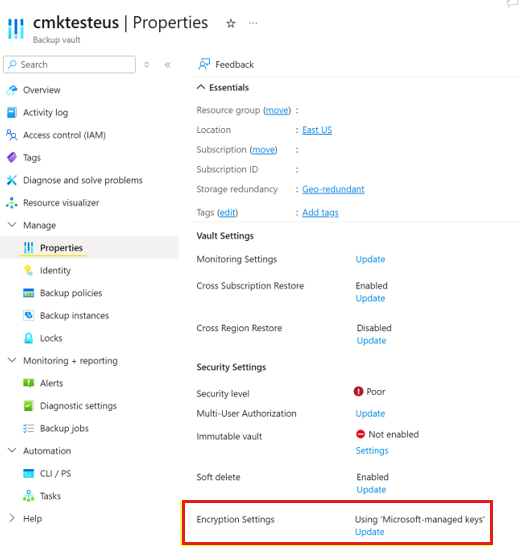 cmktesteus | Properties ☆ ···
Backup vault
Search
Feedback
Overview
Activity log
Access control (IAM)
Tags
Diagnose and solve problems
Resource visualizer
Manage
Properties
Identity
Backup policies
Backup instances
Locks
Monitoring + reporting
Alerts
Diagnostic settings
Backup jobs
Automation
CLI / PS
Tasks
Help
Essentials
Resource group (move) :
Location : East US
Subscription (move) :
Subscription ID :
Storage redundancy : Geo-redundant
Tags (edit) : Add tags
Vault Settings
Monitoring Settings Update
Cross Subscription Restore Enabled
Update
Cross Region Restore Disabled
Update
Security Settings
Security level Poor
Multi-User Authorization Update
Immutable vault Not enabled
Settings
Soft delete Enabled
Update
Encryption Settings Using 'Microsoft-managed keys'
Update